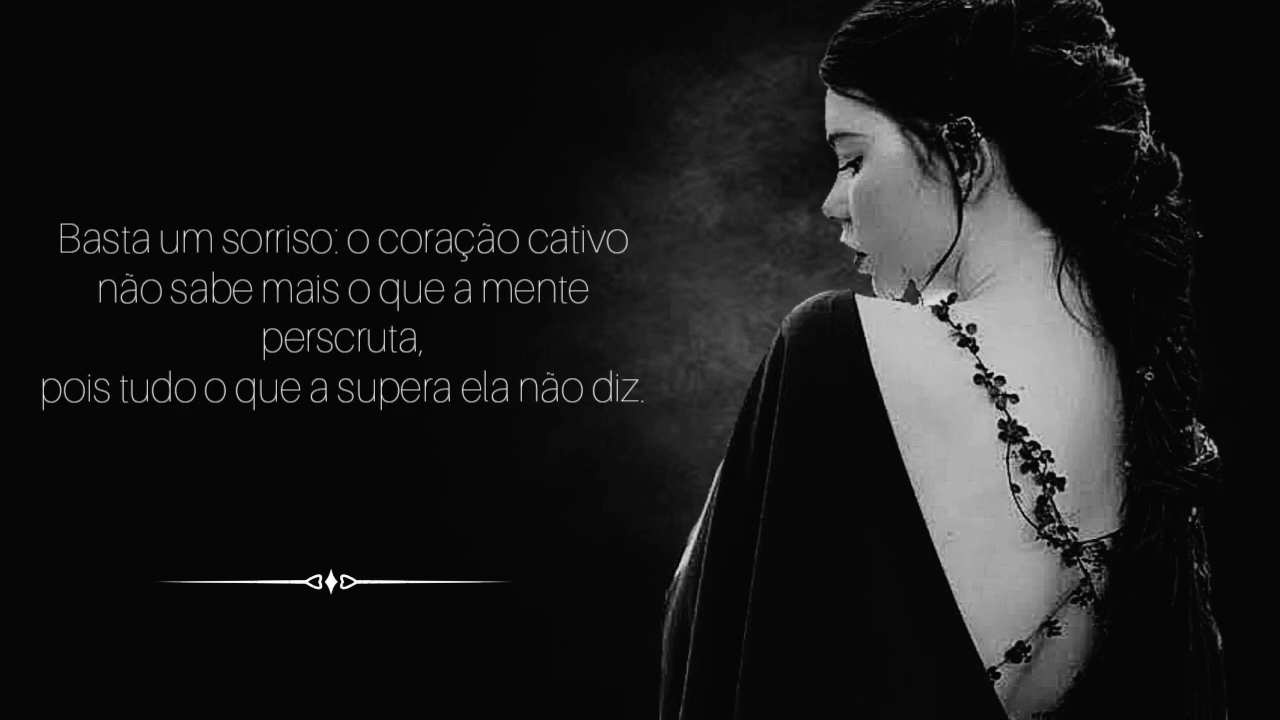 Basta um sorriso: o coração cativo
não sabe mais o que a mente
perscruta,
pois tudo o que a supera ela não diz.